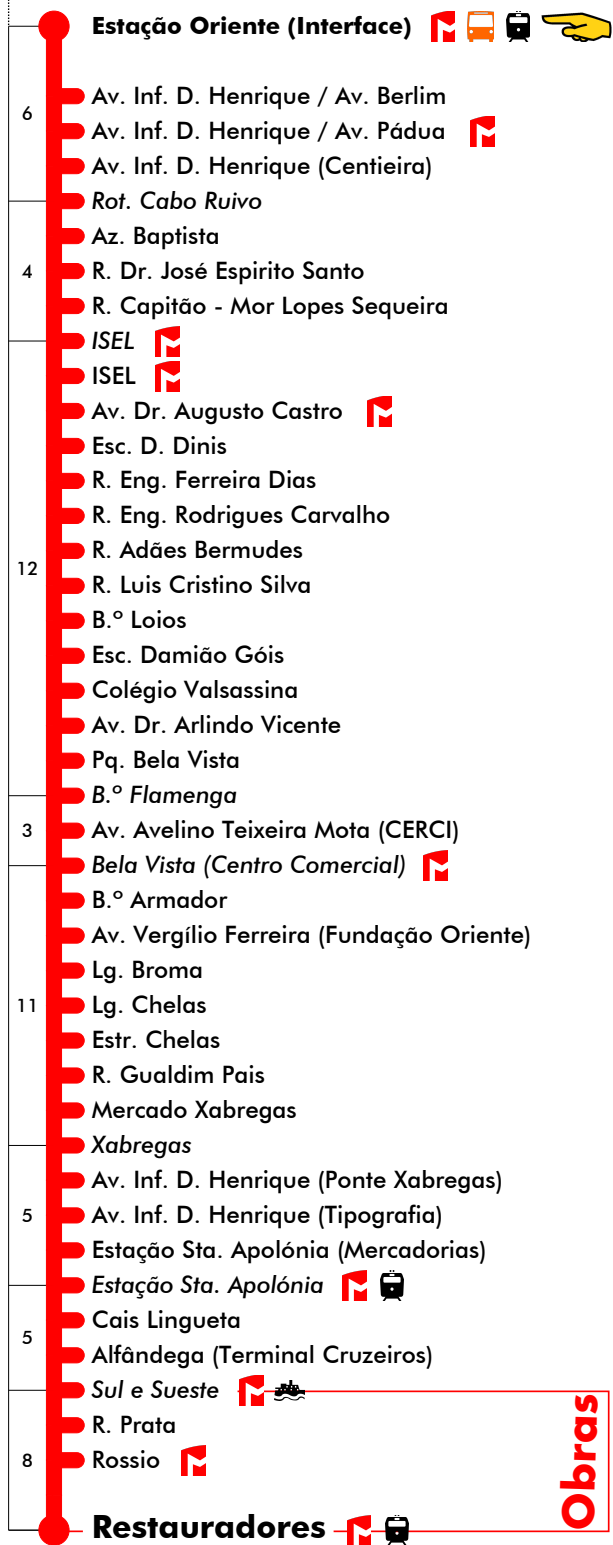 Estação Oriente (Interface)
6
Av. Inf. D. Henrique / Av. Berlim
Av. Inf. D. Henrique / Av. Pádua
Av. Inf. D. Henrique (Centieira)
Rot. Cabo Ruivo
4
Az. Baptista
R. Dr. José Espirito Santo
R. Capitão - Mor Lopes Sequeira
ISEL
12
ISEL
Av. Dr. Augusto Castro
Esc. D. Dinis
R. Eng. Ferreira Dias
R. Eng. Rodrigues Carvalho
R. Adães Bermudes
R. Luis Cristino Silva
B.º Loios
Esc. Damião Góis
Colégio Valsassina
Av. Dr. Arlindo Vicente
Pq. Bela Vista
B.º Flamenga
3
Av. Avelino Teixeira Mota (CERCI)
Bela Vista (Centro Comercial)
11
B.º Armador
Av. Vergílio Ferreira (Fundação Oriente)
Lg. Broma
Lg. Chelas
Estr. Chelas
R. Gualdim Pais
Mercado Xabregas
Xabregas
5
Av. Inf. D. Henrique (Ponte Xabregas)
Av. Inf. D. Henrique (Tipografia)
Estação Sta. Apolónia (Mercadorias)
Estação Sta. Apolónia
5
Cais Lingueta
Alfândega (Terminal Cruzeiros)
Sul e Sueste
8
R. Prata
Rossio
Restauradores
Obras